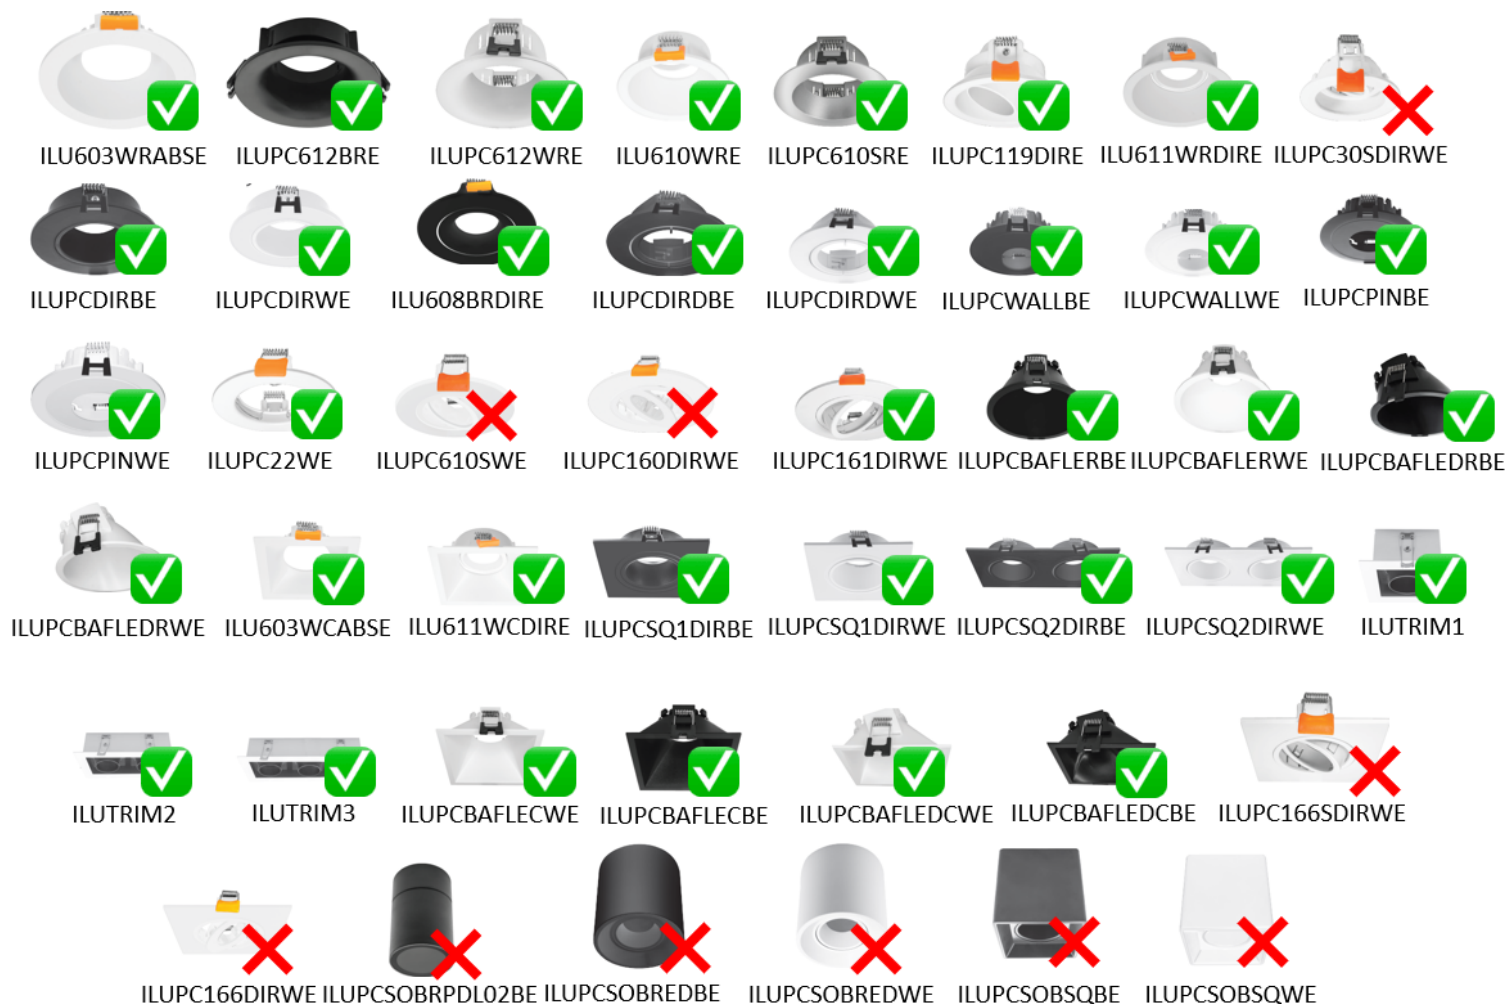 ILU603WRABSE ILUPC612BRE ILUPC612WRE ILU610WRE ILUPC610SRE ILUPC119DIRE ILU611WRDIRE ILUPC30SDIRWE
ILUPCDIRBE ILUPCDIRWE ILU608BRDIRE ILUPCDIRDBE ILUPCDIRDWE ILUPCWALLBE ILUPCWALLWE ILUPCPINBE
ILUPCPINWE ILUPC22WE ILUPC610SWE ILUPC160DIRWE ILUPC161DIRWE ILUPCBAFLERBE ILUPCBAFLERWE ILUPCBAFLEDRBE
ILUPCBAFLEDRWE ILU603WCABSE ILU611WCDIRE ILUPCSQ1DIRBE ILUPCSQ1DIRWE ILUPCSQ2DIRBE ILUPCSQ2DIRWE ILUTRIM1
ILUTRIM2 ILUTRIM3 ILUPCBAFLECWE ILUPCBAFLECBE ILUPCBAFLEDCWE ILUPCBAFLEDCBE ILUPC166SDIRWE
ILUPC166DIRWE ILUPCSOBRPDL02BE ILUPCSOBREDBE ILUPCSOBREDWE ILUPCSOBSQBE ILUPCSOBSQWE